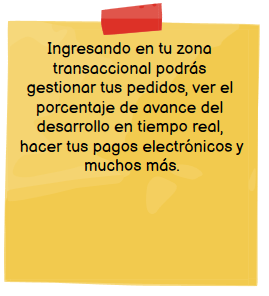 Ingresando en tu zona
transaccional podrás
gestionar tus pedidos, ver el
porcentaje de avance del
desarrollo en tiempo real,
hacer tus pagos electrónicos y
muchos más.